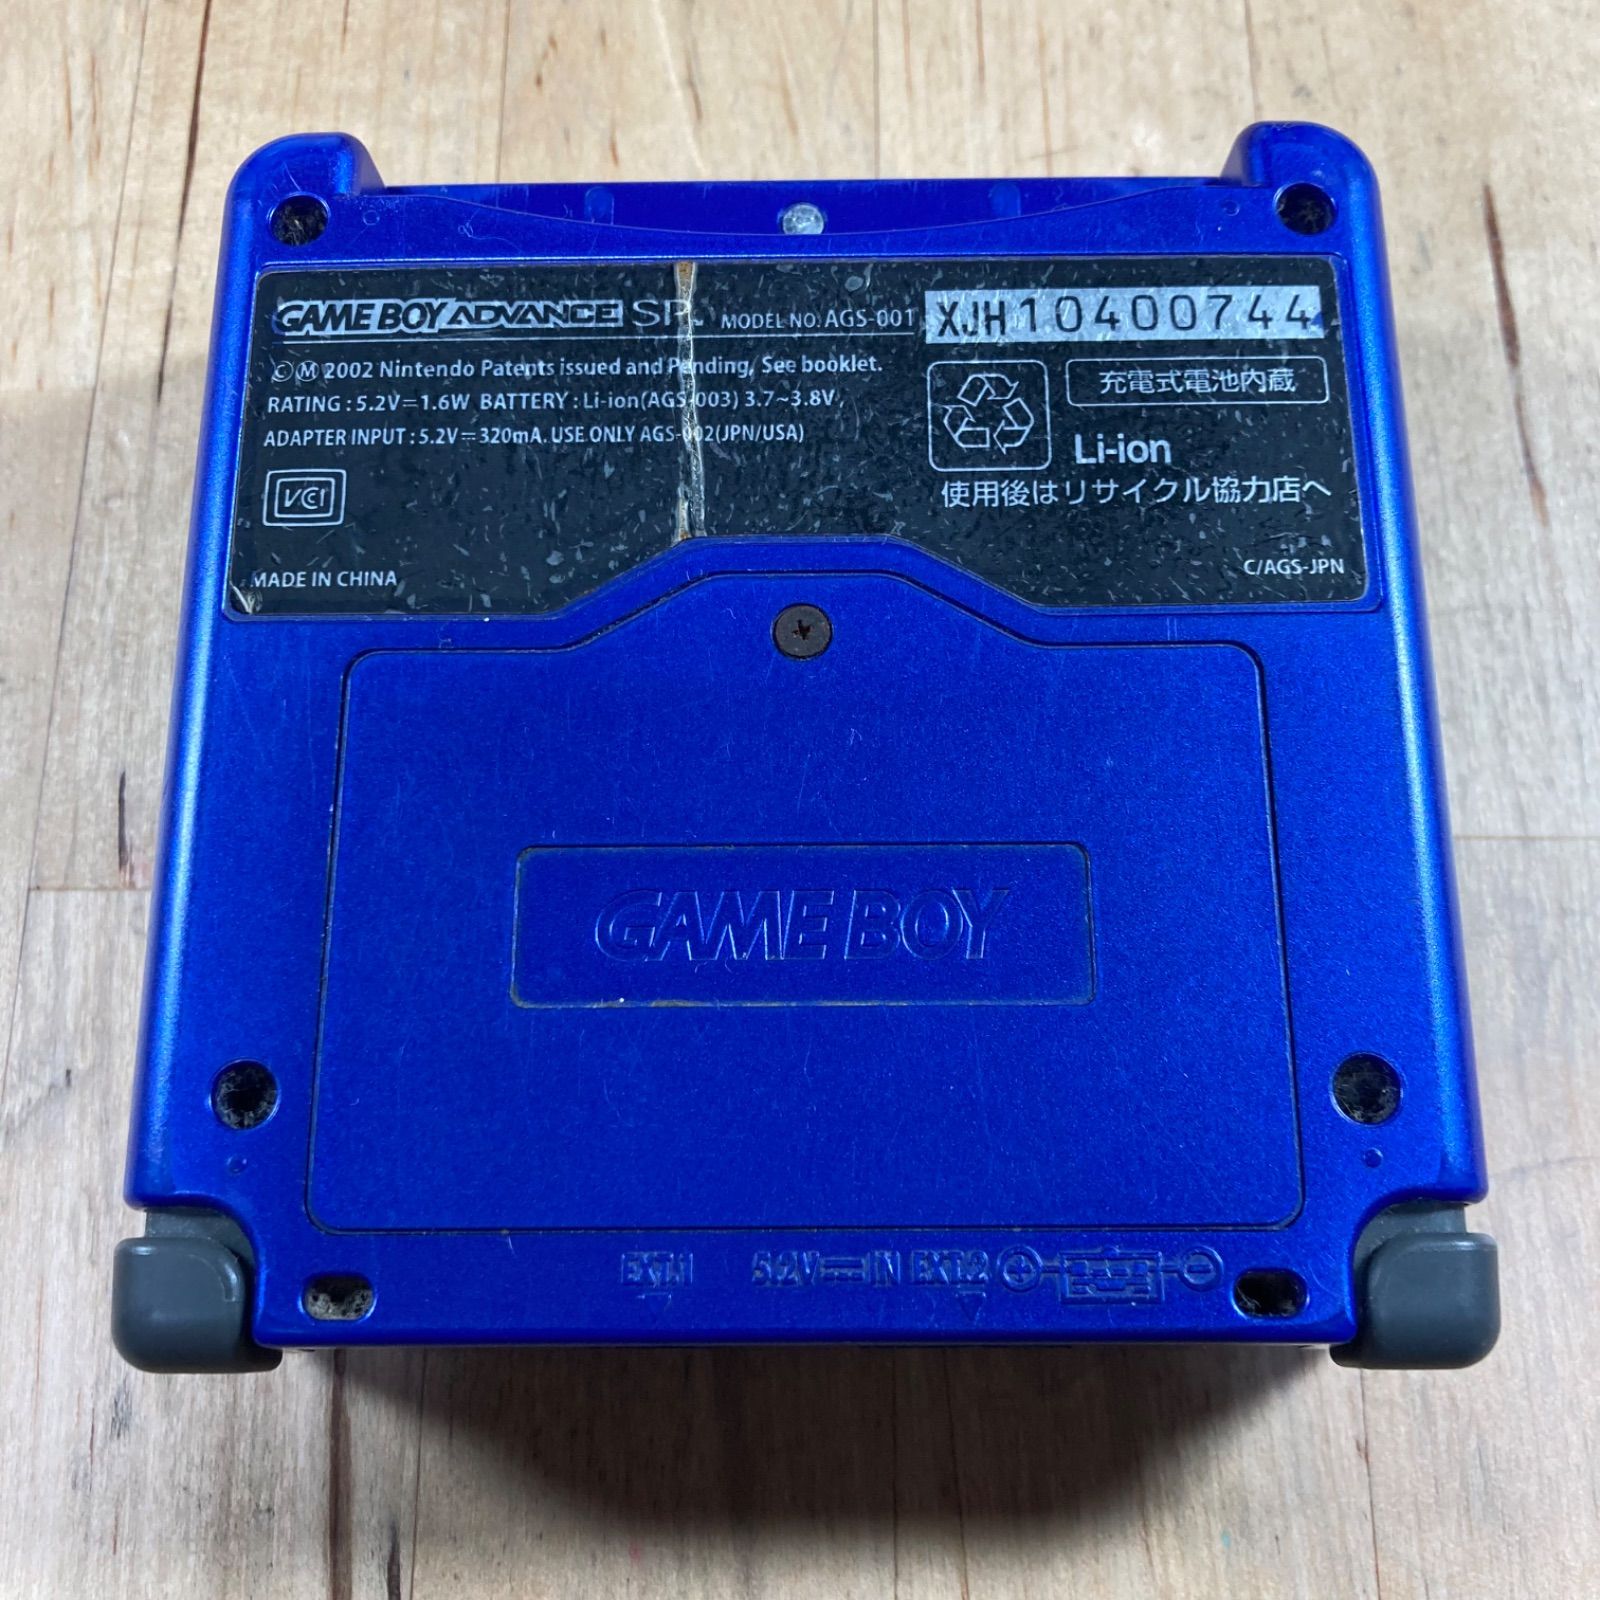 GAME BOY ADVANCE SP MODEL NO. AGS-001 XJH10400744
Ⓒ Ⓜ 2002 Nintendo Patents issued and Pending, See booklet.
RATING : 5.2V⎓1.6W BATTERY : Li-ion(AGS-003) 3.7~3.8V
ADAPTER INPUT : 5.2V⎓320mA. USE ONLY AGS-002(JPN/USA)
VCI
MADE IN CHINA
充電式電池内蔵
Li-ion
使用後はリサイクル協力店へ
C/AGS-JPN
GAME BOY
EXT.1 5.2V⎓IN EXT.2